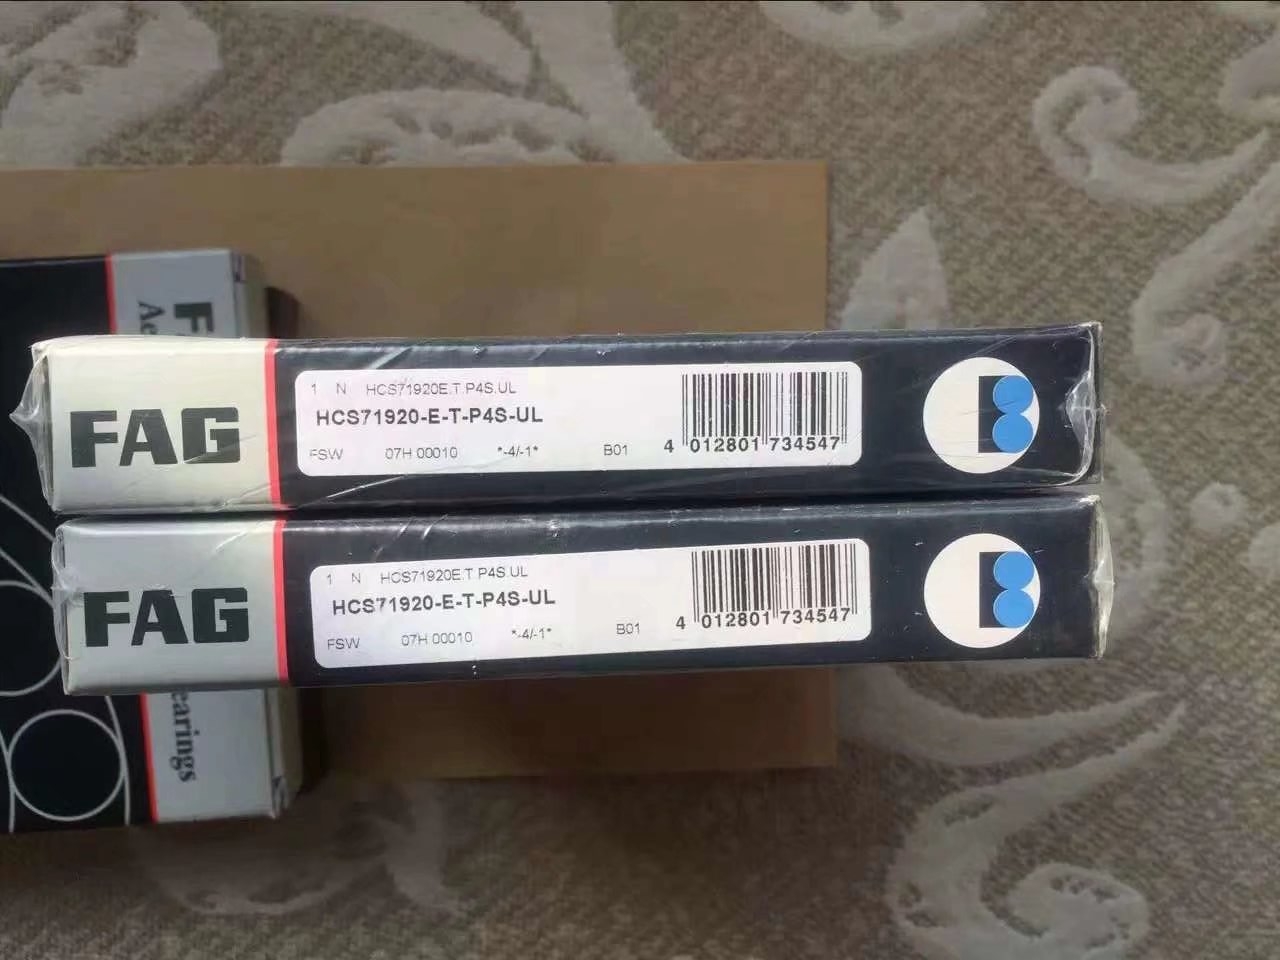 FAG
1 N HCS71920E.T.P4S.UL
HCS71920-E-T-P4S-UL
FSW 07H 00010 *-4/-1* B01
4 012801 734547
FAG
1 N HCS71920E.T.P4S.UL
HCS71920-E-T-P4S-UL
FSW 07H 00010 *-4/-1* B01
4 012801 734547